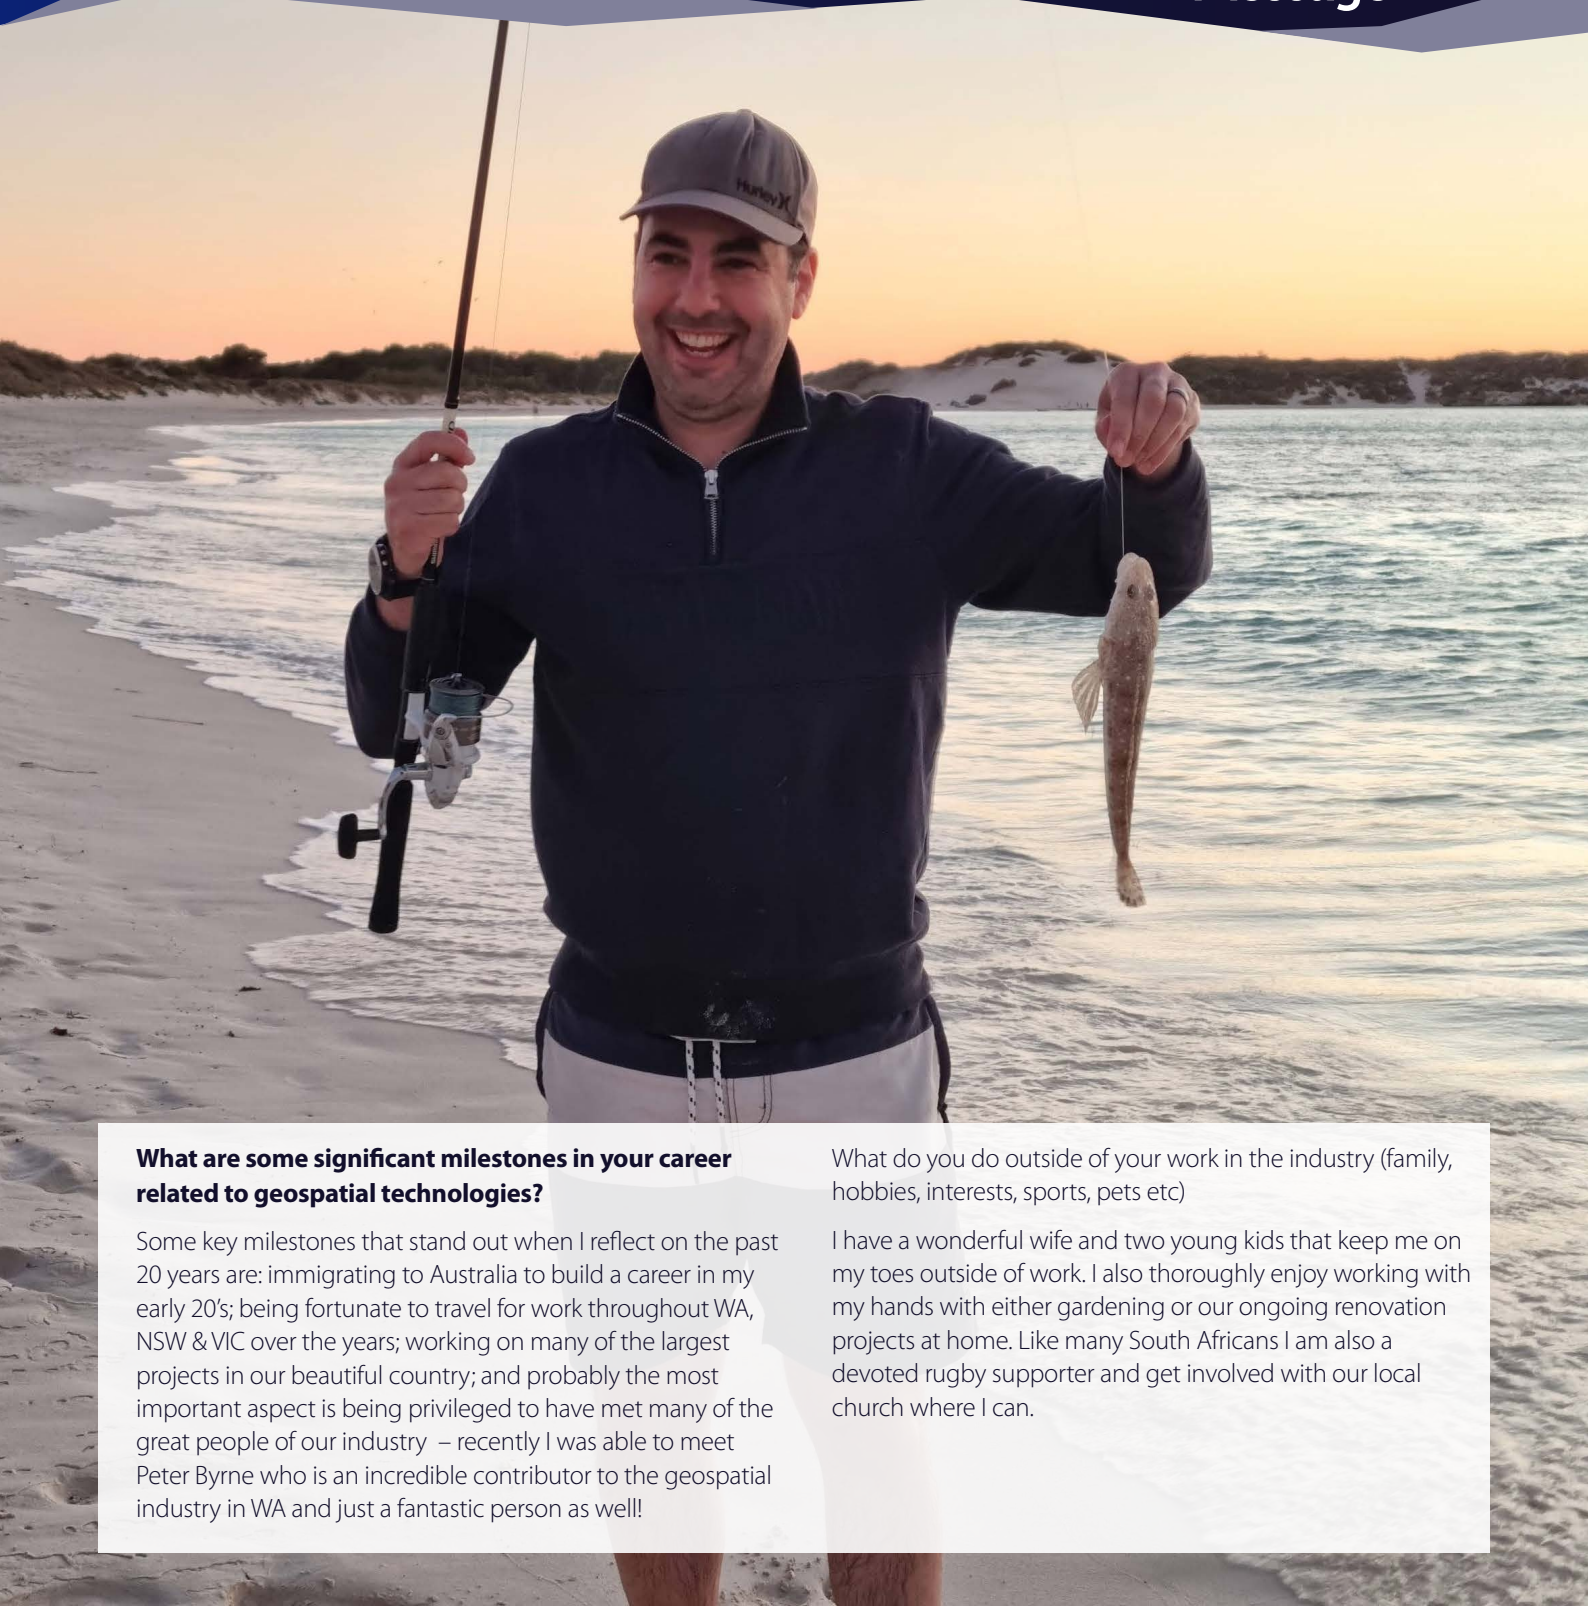 Hurley
What are some significant milestones in your career
related to geospatial technologies?
Some key milestones that stand out when I reflect on the past
20 years are: immigrating to Australia to build a career in my
early 20’s; being fortunate to travel for work throughout WA,
NSW & VIC over the years; working on many of the largest
projects in our beautiful country; and probably the most
important aspect is being privileged to have met many of the
great people of our industry  – recently I was able to meet
Peter Byrne who is an incredible contributor to the geospatial
industry in WA and just a fantastic person as well!
What do you do outside of your work in the industry (family,
hobbies, interests, sports, pets etc)
I have a wonderful wife and two young kids that keep me on
my toes outside of work. I also thoroughly enjoy working with
my hands with either gardening or our ongoing renovation
projects at home. Like many South Africans I am also a
devoted rugby supporter and get involved with our local
church where I can.